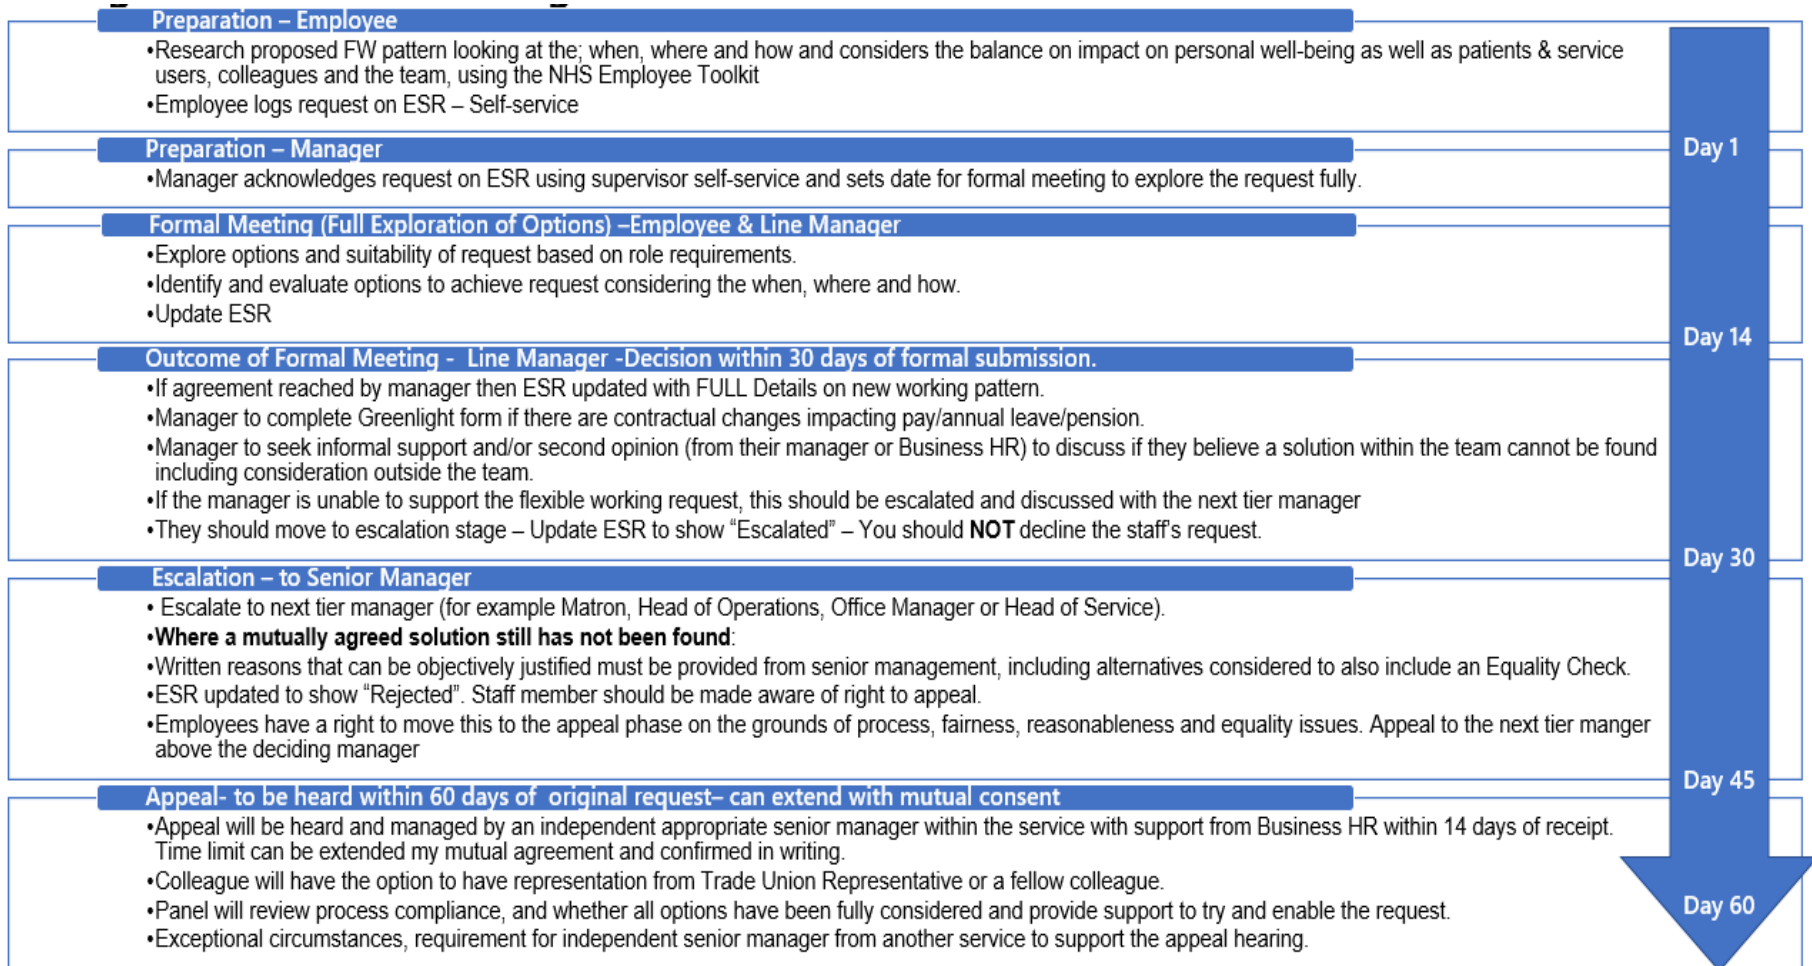 Preparation – Employee
•Research proposed FW pattern looking at the; when, where and how and considers the balance on impact on personal well-being as well as patients & service
users, colleagues and the team, using the NHS Employee Toolkit
•Employee logs request on ESR – Self-service
Day 1
Preparation – Manager
•Manager acknowledges request on ESR using supervisor self-service and sets date for formal meeting to explore the request fully.
Formal Meeting (Full Exploration of Options) –Employee & Line Manager
•Explore options and suitability of request based on role requirements.
•Identify and evaluate options to achieve request considering the when, where and how.
•Update ESR
Day 14
Outcome of Formal Meeting - Line Manager -Decision within 30 days of formal submission.
•If agreement reached by manager then ESR updated with FULL Details on new working pattern.
•Manager to complete Greenlight form if there are contractual changes impacting pay/annual leave/pension.
•Manager to seek informal support and/or second opinion (from their manager or Business HR) to discuss if they believe a solution within the team cannot be found
including consideration outside the team.
•If the manager is unable to support the flexible working request, this should be escalated and discussed with the next tier manager
•They should move to escalation stage – Update ESR to show “Escalated” – You should NOT decline the staff’s request.
Day 30
Escalation – to Senior Manager
• Escalate to next tier manager (for example Matron, Head of Operations, Office Manager or Head of Service).
•Where a mutually agreed solution still has not been found:
•Written reasons that can be objectively justified must be provided from senior management, including alternatives considered to also include an Equality Check.
•ESR updated to show “Rejected”. Staff member should be made aware of right to appeal.
•Employees have a right to move this to the appeal phase on the grounds of process, fairness, reasonableness and equality issues. Appeal to the next tier manger
above the deciding manager
Day 45
Appeal- to be heard within 60 days of original request– can extend with mutual consent
•Appeal will be heard and managed by an independent appropriate senior manager within the service with support from Business HR within 14 days of receipt.
Time limit can be extended my mutual agreement and confirmed in writing.
•Colleague will have the option to have representation from Trade Union Representative or a fellow colleague.
•Panel will review process compliance, and whether all options have been fully considered and provide support to try and enable the request.
Day 60
•Exceptional circumstances, requirement for independent senior manager from another service to support the appeal hearing.